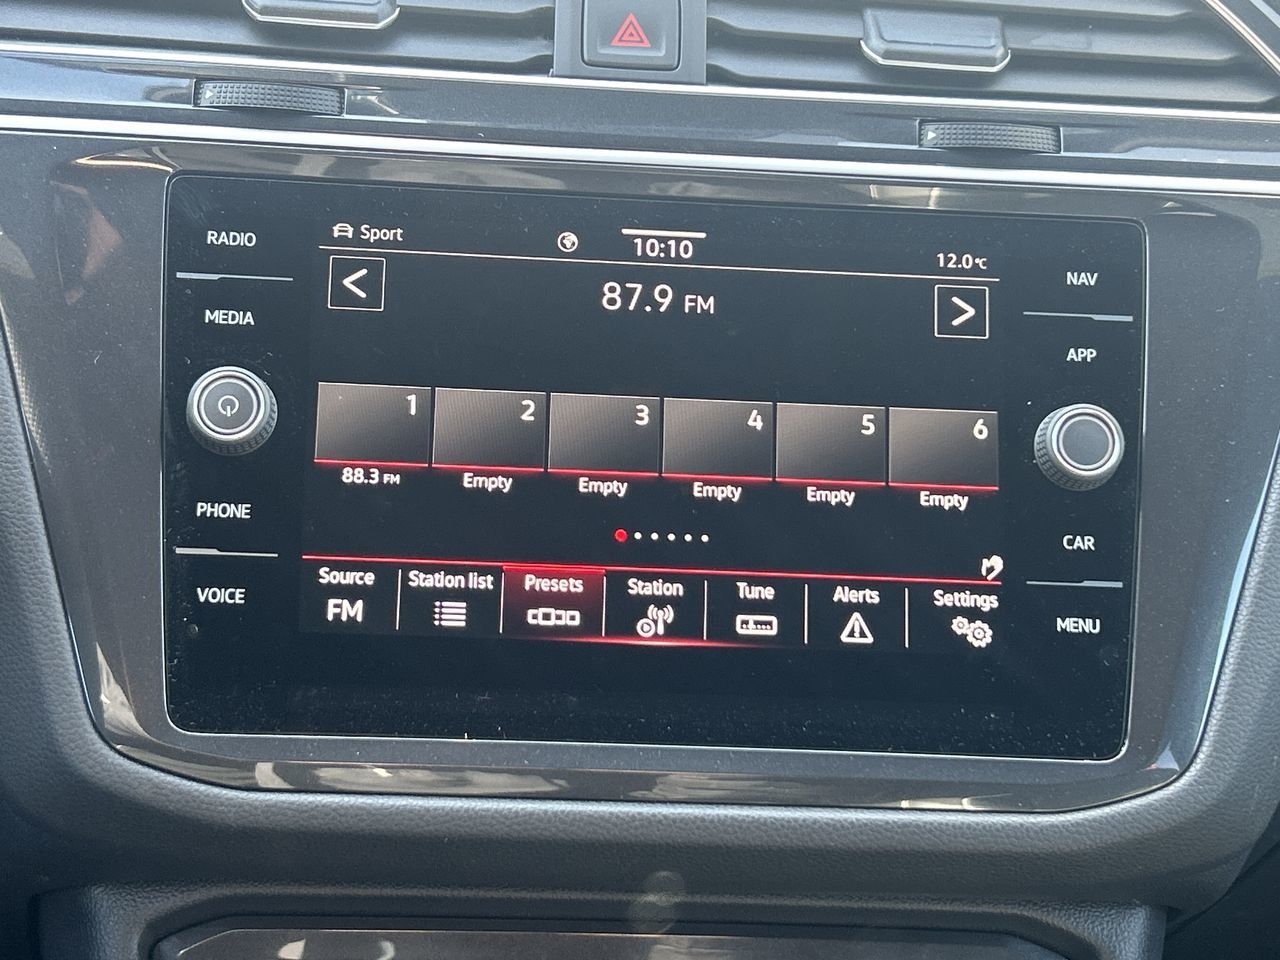 RADIO
MEDIA
PHONE
VOICE
Sport
10:10
12.0°C
<
87.9 FM
>
1
2
3
4
5
6
88.3 FM
Empty
Empty
Empty
Empty
Empty
Source
FM
Station list
Presets
Station
Tune
Alerts
Settings
NAV
APP
CAR
MENU